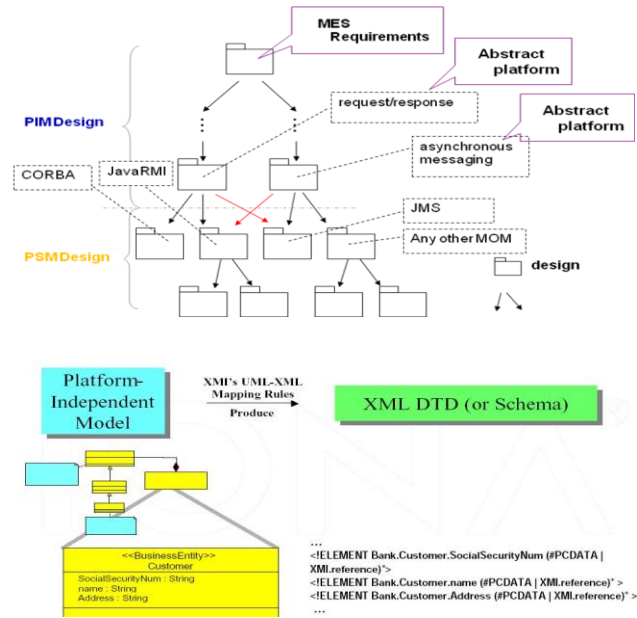 MES
Requirements
Abstract
platform
request/response
Abstract
platform
PIMDesign
asynchronous
messaging
CORBA
JavaRMI
JMS
PSMDesign
Any other MOM
design
Platform-
Independent
Model
XMI's UML-XML
Mapping Rules
Produce
XML DTD (or Schema)
IONA®
<<BusinessEntity>>
Customer
SocialSecurityNum : String
name : String
Address : String
...
<!ELEMENT Bank.Customer.SocialSecurityNum (#PCDATA |
XMI.reference)*>
<!ELEMENT Bank.Customer.name (#PCDATA | XMI.reference)* >
<!ELEMENT Bank.Customer.Address (#PCDATA | XMI.reference)* >
...